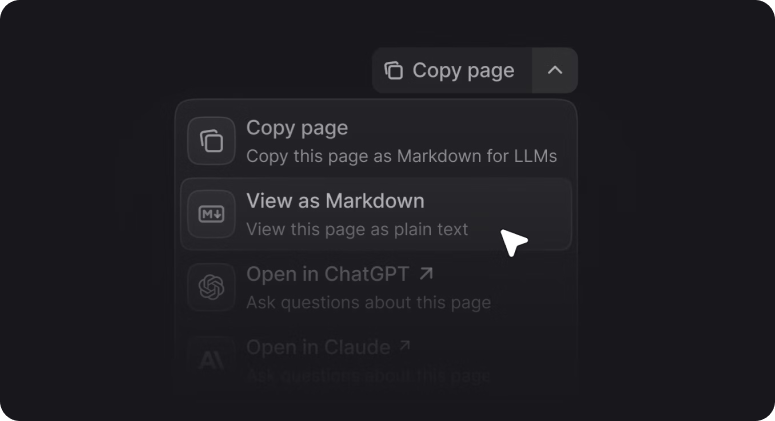 Copy page
Copy page
Copy this page as Markdown for LLMs
M
View as Markdown
View this page as plain text
Open in ChatGPT
Ask questions about this page
Open in Claude
Ask questions about this page